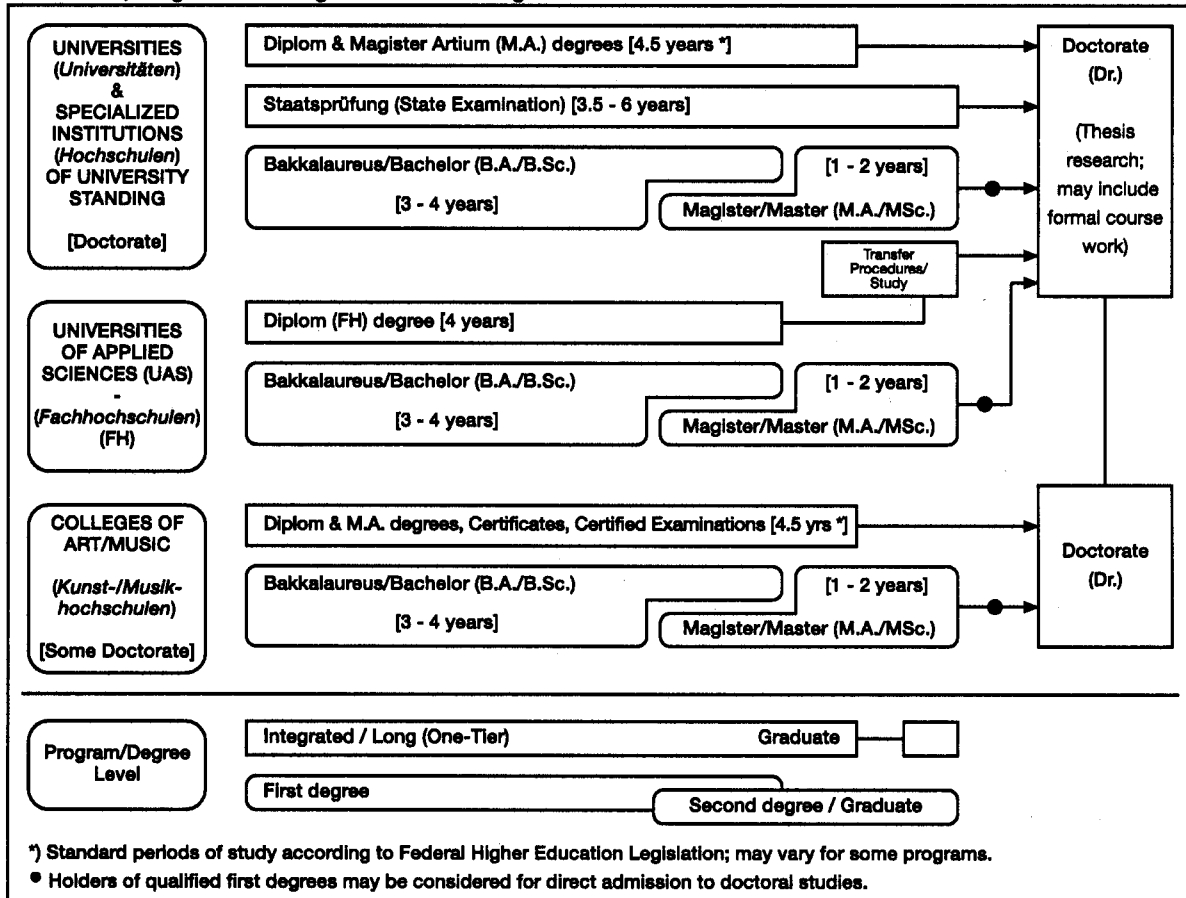 UNIVERSITIES
(Universitäten)
&
SPECIALIZED
INSTITUTIONS
(Hochschulen)
OF UNIVERSITY
STANDING
[Doctorate]
Diplom & Magister Artium (M.A.) degrees [4.5 years *]
Staatsprüfung (State Examination) [3.5 - 6 years]
Bakkalaureus/Bachelor (B.A./B.Sc.)
[3 - 4 years]
[1 - 2 years]
Magister/Master (M.A./MSc.)
Transfer
Procedures/
Study
Doctorate
(Dr.)
(Thesis
research;
may include
formal course
work)
UNIVERSITIES
OF APPLIED
SCIENCES (UAS)
-
(Fachhochschulen)
(FH)
Diplom (FH) degree [4 years]
Bakkalaureus/Bachelor (B.A./B.Sc.)
[3 - 4 years]
[1 - 2 years]
Magister/Master (M.A./MSc.)
COLLEGES OF
ART/MUSIC
(Kunst-/Musik-
hochschulen)
[Some Doctorate]
Diplom & M.A. degrees, Certificates, Certified Examinations [4.5 yrs *]
Bakkalaureus/Bachelor (B.A./B.Sc.)
[3 - 4 years]
[1 - 2 years]
Magister/Master (M.A./MSc.)
Doctorate
(Dr.)
Program/Degree
Level
Integrated / Long (One-Tier) Graduate
First degree
Second degree / Graduate
*) Standard periods of study according to Federal Higher Education Legislation; may vary for some programs.
● Holders of qualified first degrees may be considered for direct admission to doctoral studies.